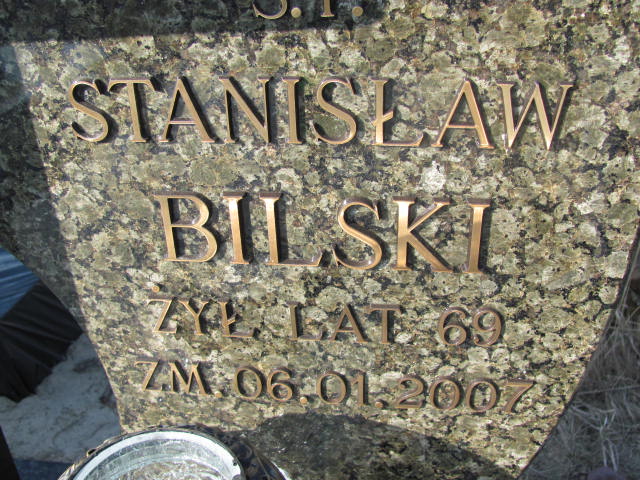 Ś.P.
STANISŁAW
BILSKI
ŻYŁ LAT 69
ZM. 06.01.2007